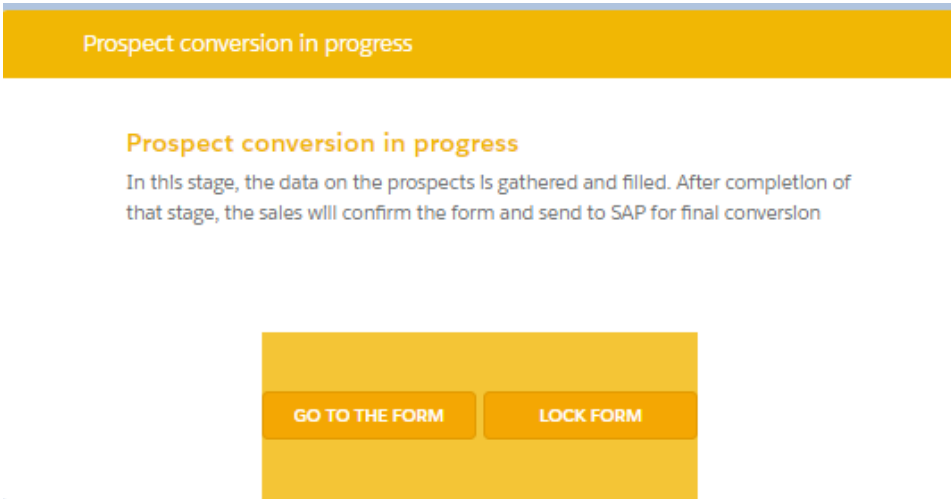 Prospect conversion in progress
Prospect conversion in progress
In this stage, the data on the prospects is gathered and filled. After completion of
that stage, the sales will confirm the form and send to SAP for final conversion
GO TO THE FORM LOCK FORM